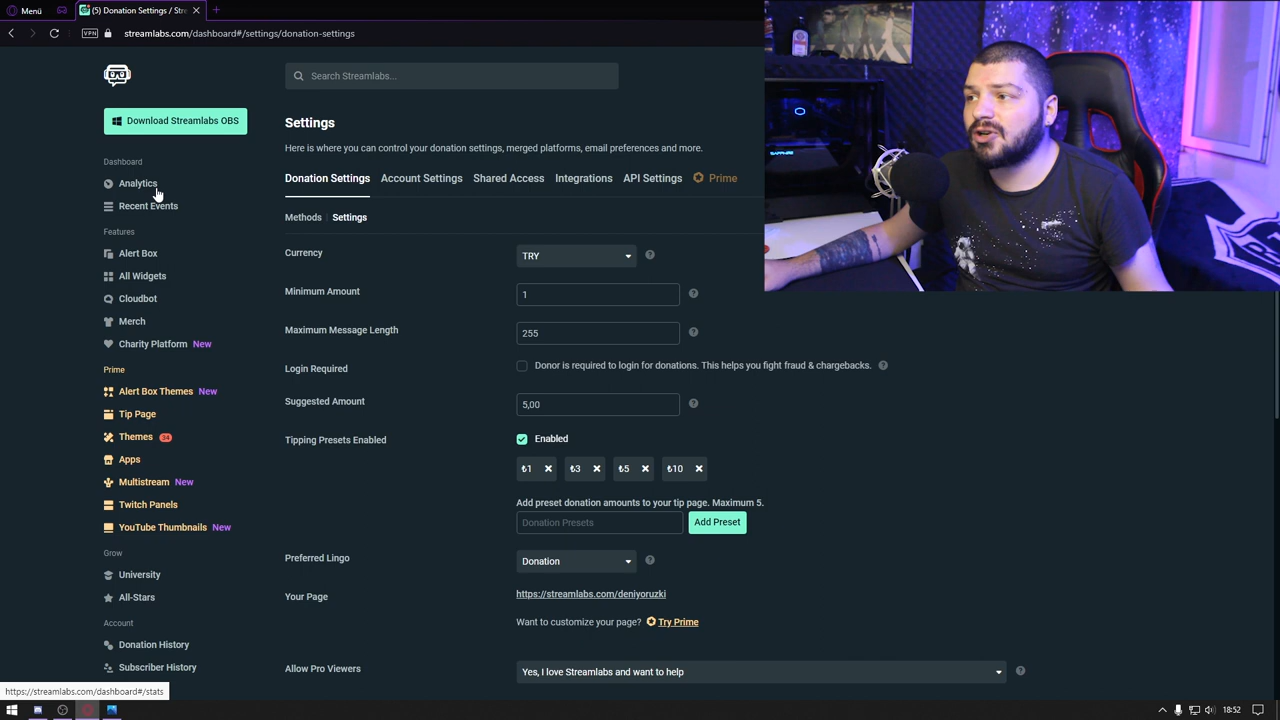 Menü
(5) Donation Settings / Stre
VPN
streamlabs.com/dashboard#/settings/donation-settings
Search Streamlabs...
Download Streamlabs OBS
Dashboard
Analytics
Recent Events
Features
Alert Box
All Widgets
Cloudbot
Merch
Charity Platform New
Prime
Alert Box Themes New
Tip Page
Themes 34
Apps
Multistream New
Twitch Panels
YouTube Thumbnails New
Grow
University
All-Stars
Account
Donation History
Subscriber History
https://streamlabs.com/dashboard#/stats
Settings
Here is where you can control your donation settings, merged platforms, email preferences and more.
Donation Settings Account Settings Shared Access Integrations API Settings Prime
Methods Settings
Currency TRY
Minimum Amount 1
Maximum Message Length 255
Login Required Donor is required to login for donations. This helps you fight fraud & chargebacks.
Suggested Amount 5,00
Tipping Presets Enabled Enabled
₺1 ₺3 ₺5 ₺10
Add preset donation amounts to your tip page. Maximum 5.
Donation Presets Add Preset
Preferred Lingo Donation
Your Page https://streamlabs.com/deniyoruzki
Want to customize your page? Try Prime
Allow Pro Viewers Yes, I love Streamlabs and want to help
SAPPHIRE
18:52